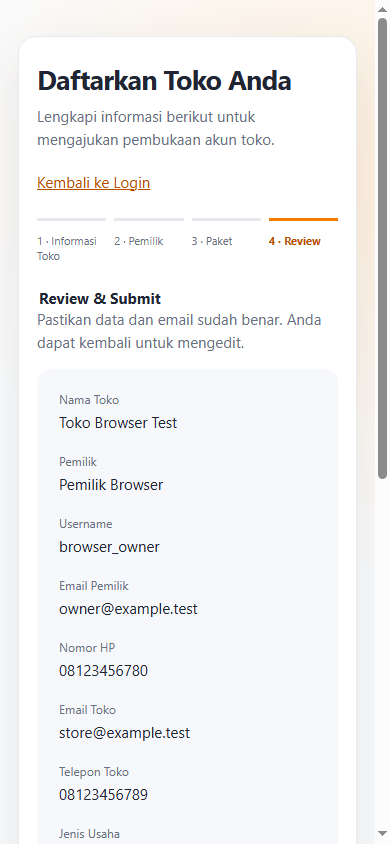 Daftarkan Toko Anda
Lengkapi informasi berikut untuk
mengajukan pembukaan akun toko.
Kembali ke Login
1 · Informasi
Toko
2 · Pemilik
3 · Paket
4 · Review
Review & Submit
Pastikan data dan email sudah benar. Anda
dapat kembali untuk mengedit.
Nama Toko
Toko Browser Test
Pemilik
Pemilik Browser
Username
browser_owner
Email Pemilik
owner@example.test
Nomor HP
08123456780
Email Toko
store@example.test
Telepon Toko
08123456789
Jenis Usaha